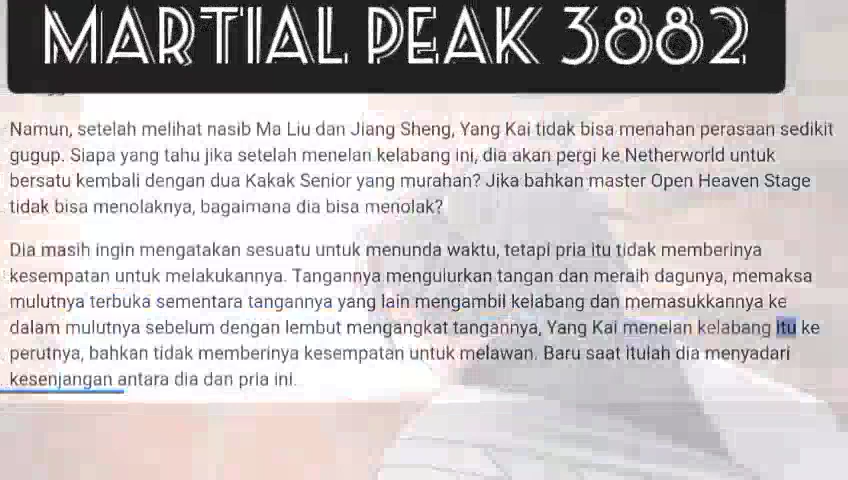 MARTIAL PEAK 3882
Namun, setelah melihat nasib Ma Liu dan Jiang Sheng, Yang Kai tidak bisa menahan perasaan sedikit
gugup. Siapa yang tahu jika setelah menelan kelabang ini, dia akan pergi ke Netherworld untuk
bersatu kembali dengan dua Kakak Senior yang murahan? Jika bahkan master Open Heaven Stage
tidak bisa menolaknya, bagaimana dia bisa menolak?
Dia masih ingin mengatakan sesuatu untuk menunda waktu, tetapi pria itu tidak memberinya
kesempatan untuk melakukannya. Tangannya mengulurkan tangan dan meraih dagunya, memaksa
mulutnya terbuka sementara tangannya yang lain mengambil kelabang dan memasukkannya ke
dalam mulutnya sebelum dengan lembut mengangkat tangannya, Yang Kai menelan kelabang itu ke
perutnya, bahkan tidak memberinya kesempatan untuk melawan. Baru saat itulah dia menyadari
kesenjangan antara dia dan pria ini.